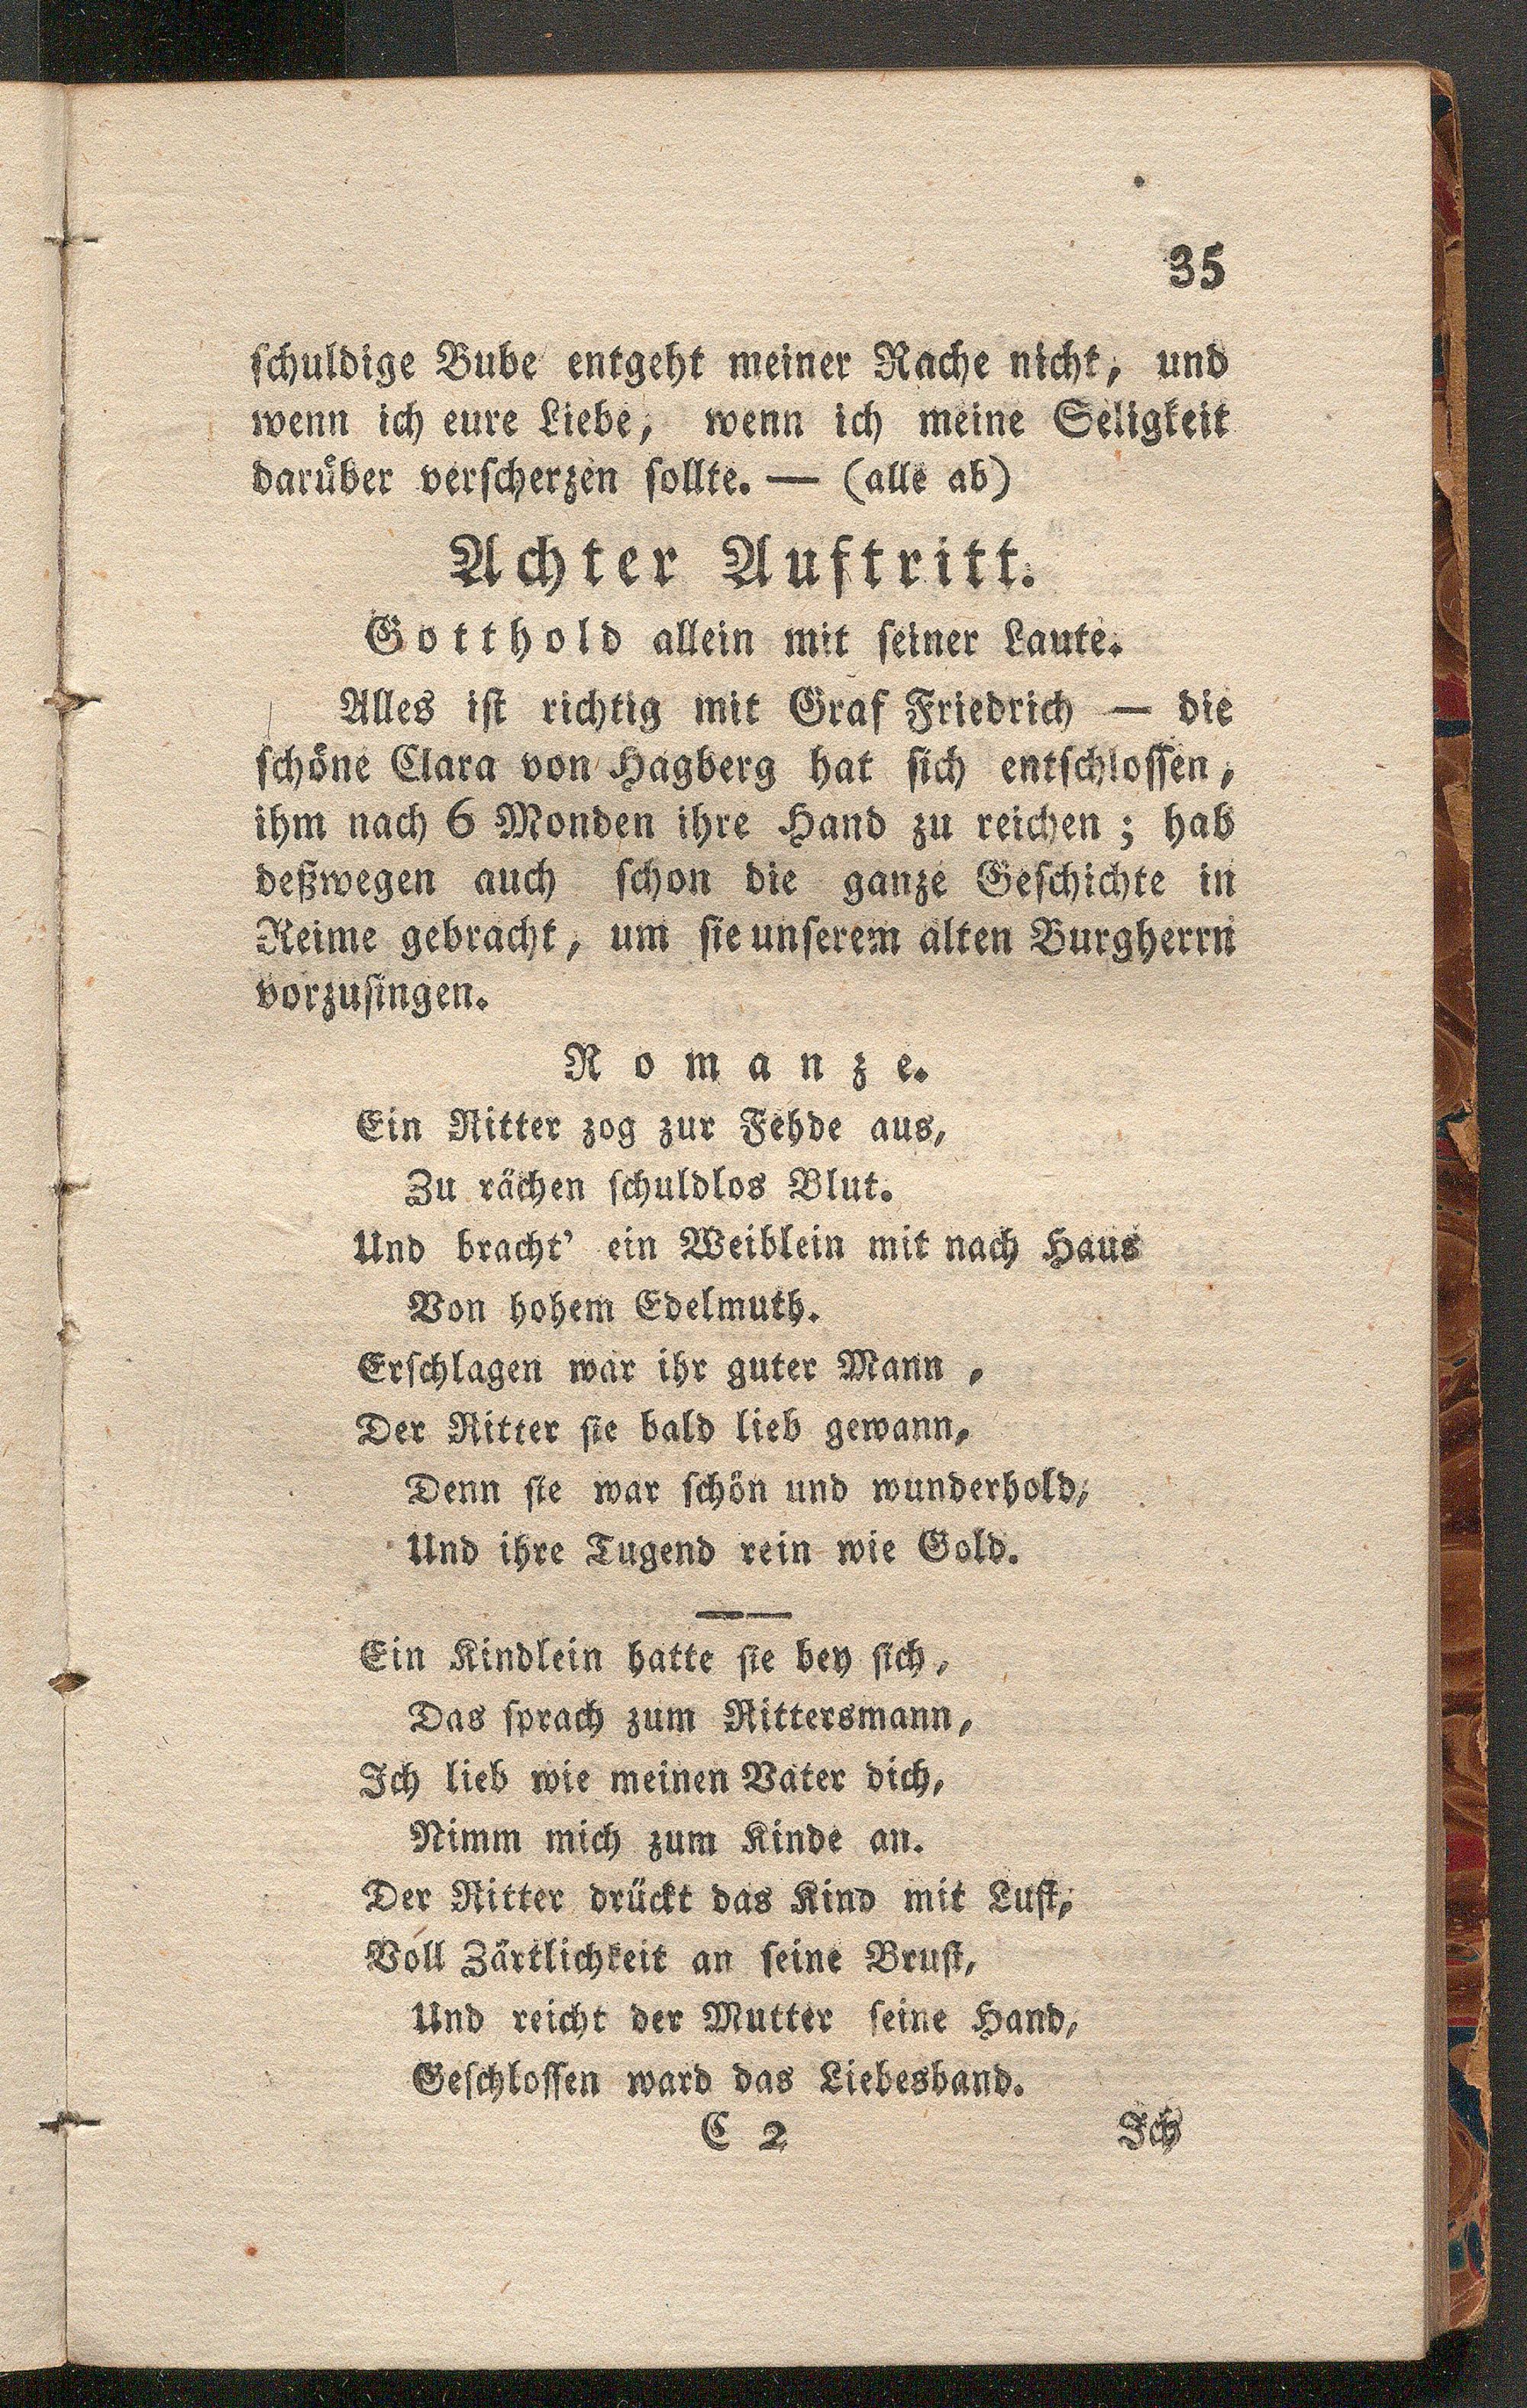 35
schuldige Bube entgeht meiner Rache nicht, und
wenn ich eure Liebe, wenn ich meine Seligkeit
darüber verscherzen sollte. — (alle ab)
Achter Auftritt.
Gotthold allein mit seiner Laute.
Alles ist richtig mit Graf Friedrich — die
schöne Clara von Hagberg hat sich entschlossen,
ihm nach 6 Monden ihre Hand zu reichen; hab
deßwegen auch schon die ganze Geschichte in
Reime gebracht, um sie unserem alten Burgherrn
vorzusingen.
Romanze.
Ein Ritter zog zur Fehde aus,
Zu rächen schuldlos Blut.
Und bracht' ein Weiblein mit nach Haus
Von hohem Edelmuth.
Erschlagen war ihr guter Mann,
Der Ritter sie bald lieb gewann,
Denn sie war schön und wunderhold,
Und ihre Tugend rein wie Gold.
Ein Kindlein hatte sie bey sich,
Das sprach zum Rittersmann,
Ich lieb wie meinen Vater dich,
Nimm mich zum Kinde an.
Der Ritter drückt das Kind mit Lust,
Voll Zärtlichkeit an seine Brust,
Und reicht der Mutter seine Hand,
Geschlossen ward das Liebesband.
C 2 Ich